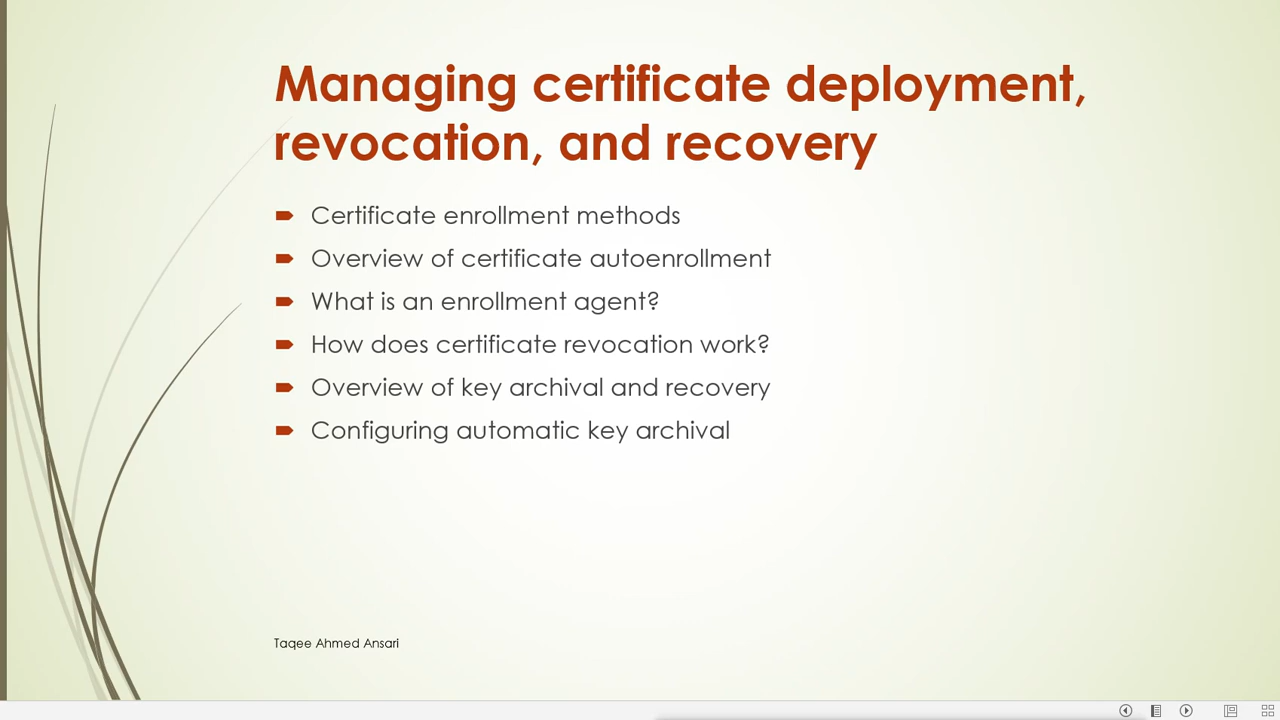 Managing certificate deployment,
revocation, and recovery
Certificate enrollment methods
Overview of certificate autoenrollment
What is an enrollment agent?
How does certificate revocation work?
Overview of key archival and recovery
Configuring automatic key archival
Taqee Ahmed Ansari